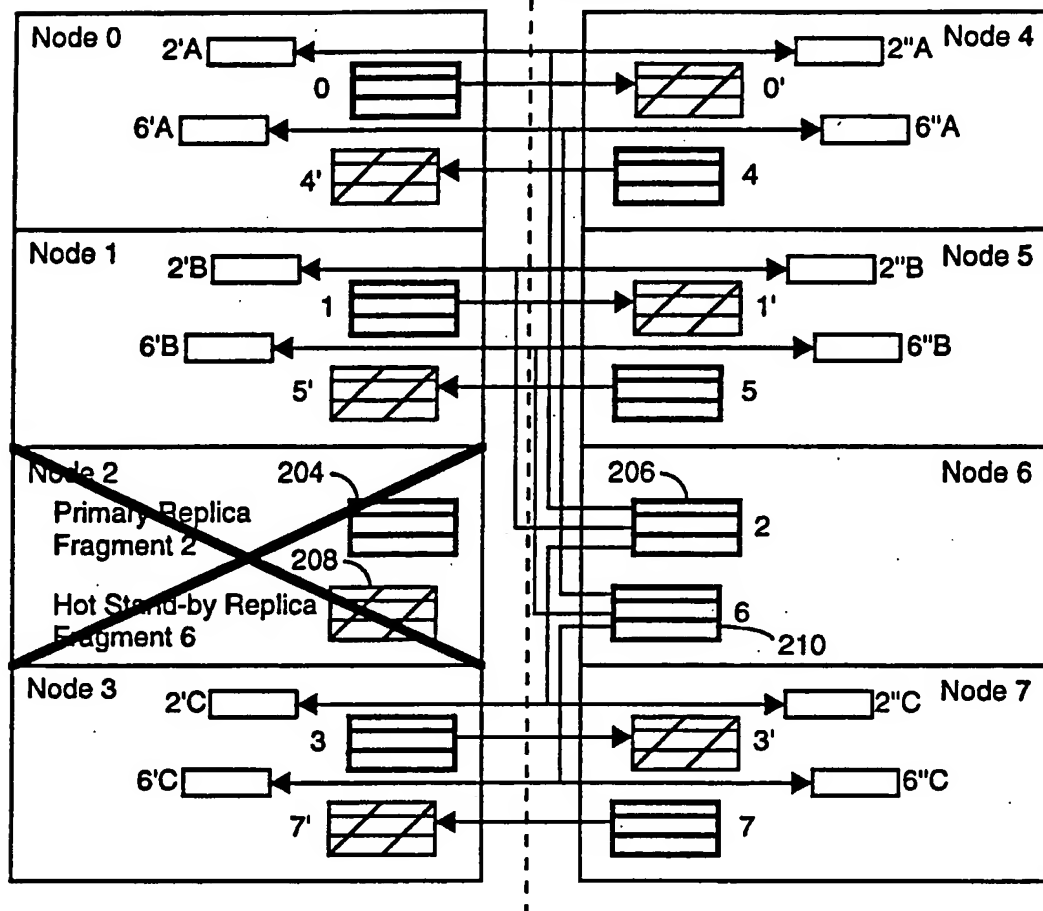 Node 0
2'A
0
6'A
4'
2"A
Node 4
0'
6"A
4
Node 1
2'B
1
6'B
5'
2"B
Node 5
1'
6"B
5
Node 2
204
Primary Replica
Fragment 2
208
Hot Stand-by Replica
Fragment 6
206
Node 6
2
6
210
Node 3
2'C
3
6'C
7'
2"C
Node 7
3'
6"C
7